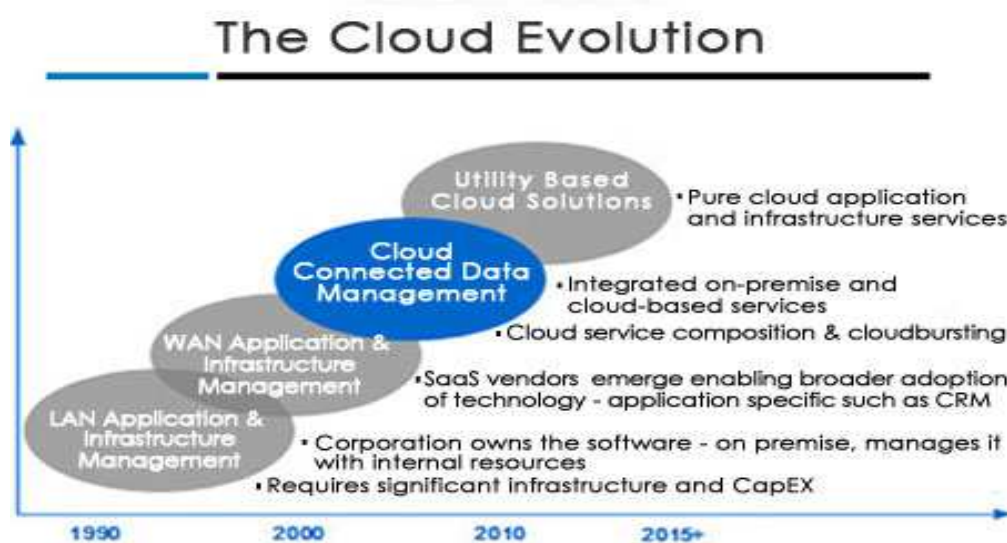 The Cloud Evolution
Utility Based
Cloud Solutions
▪ Pure cloud application
and infrastructure services
Cloud
Connected Data
Management
▪ Integrated on-premise and
cloud-based services
▪ Cloud service composition & cloudbursting
WAN Application &
Infrastructure
Management
▪ SaaS vendors emerge enabling broader adoption
of technology - application specific such as CRM
LAN Application &
Infrastructure
Management
▪ Corporation owns the software - on premise, manages it
with internal resources
▪ Requires significant infrastructure and CapEX
1990 2000 2010 2015+